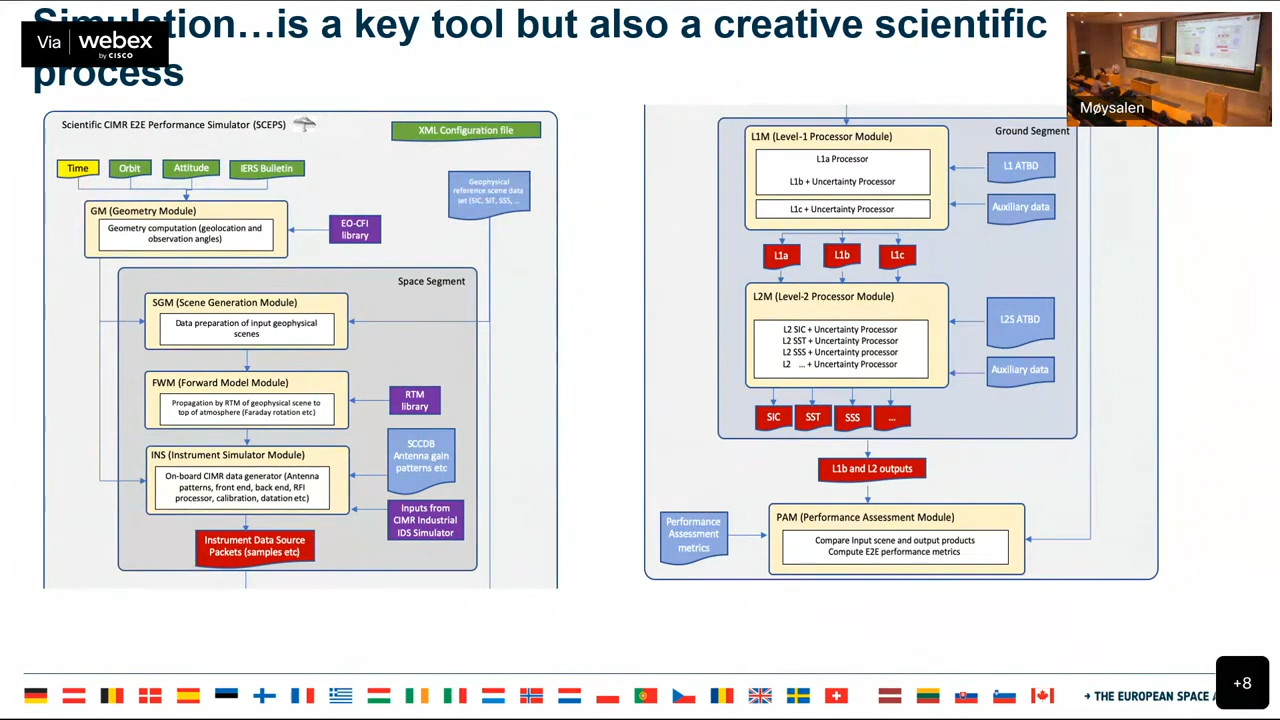 Simulation…is a key tool but also a creative scientific
process
Via webex
by CISCO
Møysalen
Scientific CIMR E2E Performance Simulator (SCEPS)
XML Configuration file
Time
Orbit
Attitude
IERS Bulletin
Geophysical
reference scene data
set (SIC, SIT, SSS, ...
GM (Geometry Module)
Geometry computation (geolocation and
observation angles)
EO-CFI
library
Space Segment
SGM (Scene Generation Module)
Data preparation of input geophysical
scenes
FWM (Forward Model Module)
Propagation by RTM of geophysical scene to
top of atmosphere (Faraday rotation etc)
RTM
library
INS (Instrument Simulator Module)
On-board CIMR data generator (Antenna
patterns, front end, back end, RFI
processor, calibration, datation etc)
SCCDB
Antenna gain
patterns etc
Inputs from
CIMR Industrial
IDS Simulator
Instrument Data Source
Packets (samples etc)
Ground Segment
L1M (Level-1 Processor Module)
L1a Processor
L1b + Uncertainty Processor
L1c + Uncertainty Processor
L1 ATBD
Auxiliary data
L1a
L1b
L1c
L2M (Level-2 Processor Module)
L2 SIC + Uncertainty Processor
L2 SST + Uncertainty Processor
L2 SSS + Uncertainty processor
L2 ... + Uncertainty Processor
L2S ATBD
Auxiliary data
SIC
SST
SSS
...
L1b and L2 outputs
PAM (Performance Assessment Module)
Compare Input scene and output products
Compute E2E performance metrics
Performance
Assessment
metrics
→ THE EUROPEAN SPACE A
+8